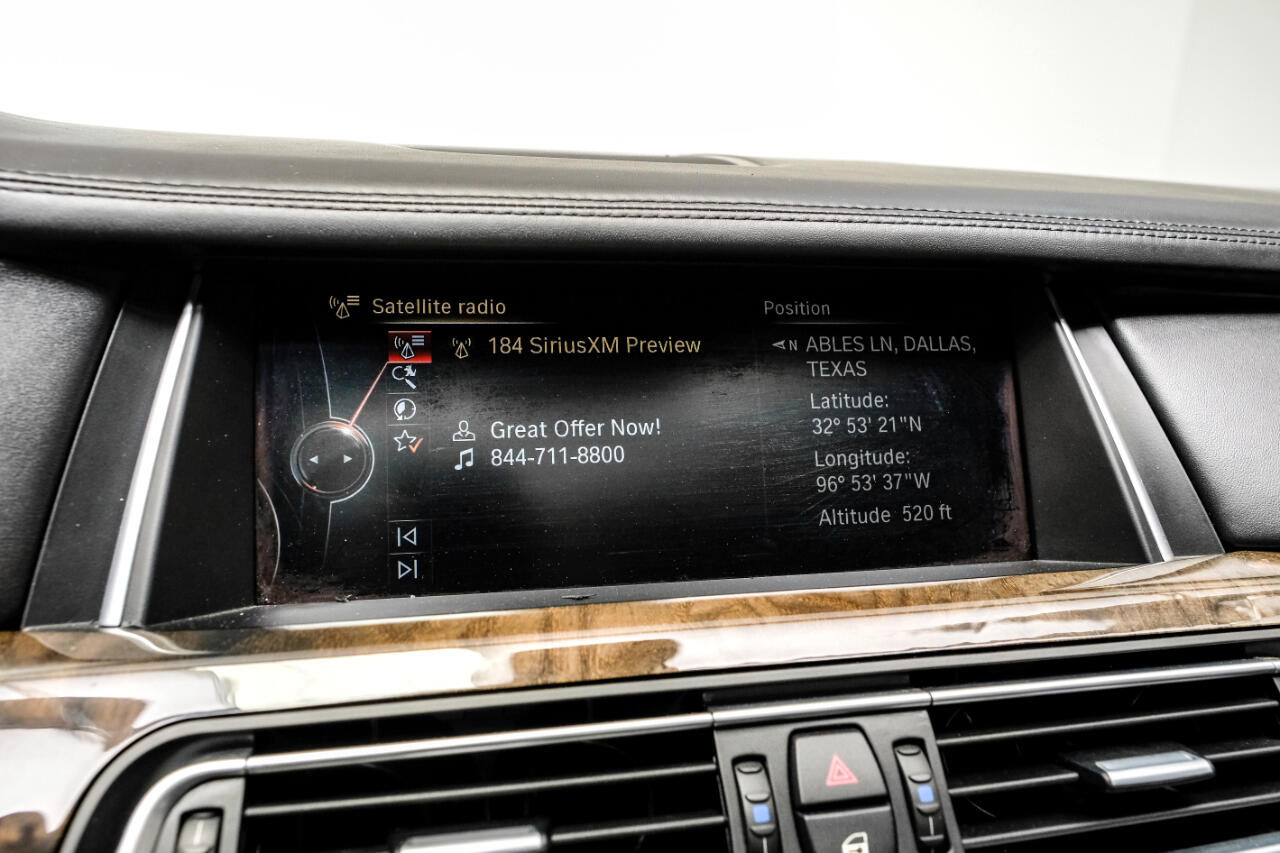 Satellite radio
184 SiriusXM Preview
Great Offer Now!
844-711-8800
Position
N ABLES LN, DALLAS,
TEXAS
Latitude:
32° 53' 21"N
Longitude:
96° 53' 37"W
Altitude 520 ft